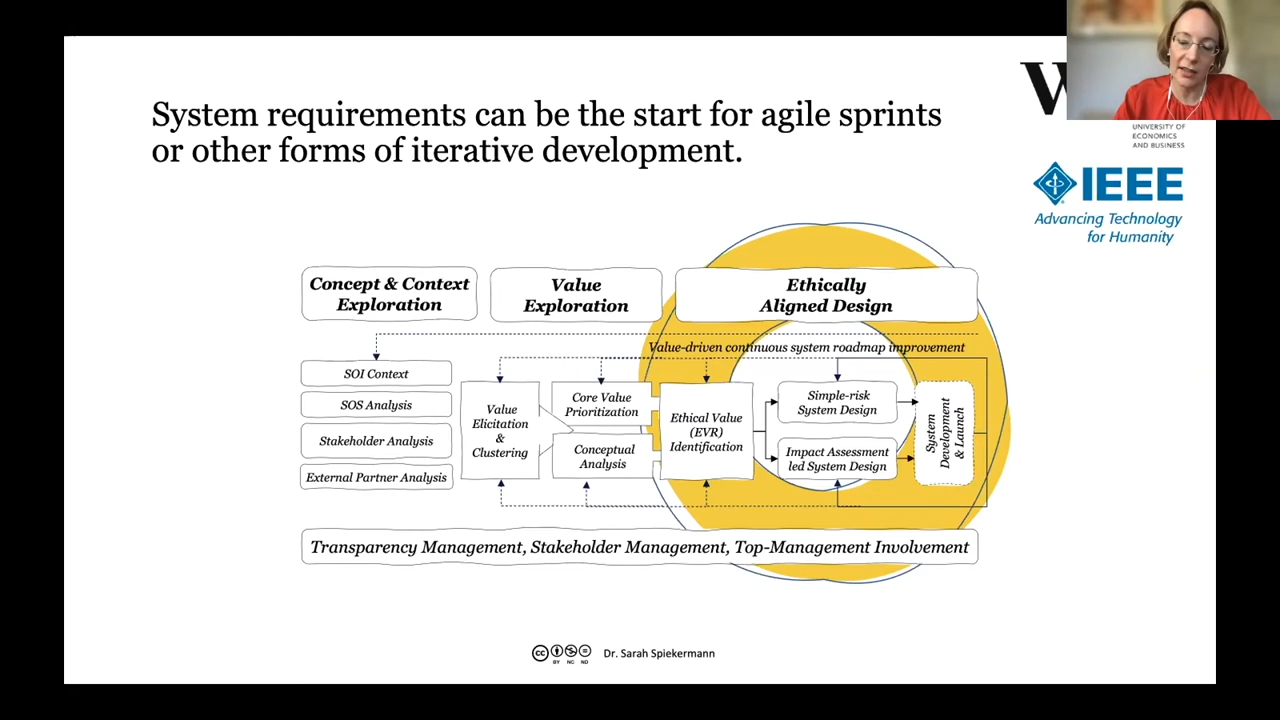 System requirements can be the start for agile sprints
or other forms of iterative development.
W
UNIVERSITY OF
ECONOMICS
AND BUSINESS
IEEE
Advancing Technology
for Humanity
Concept & Context
Exploration
Value
Exploration
Ethically
Aligned Design
Value-driven continuous system roadmap improvement
SOI Context
SOS Analysis
Stakeholder Analysis
External Partner Analysis
Value
Elicitation
&
Clustering
Core Value
Prioritization
Conceptual
Analysis
Ethical Value
(EVR)
Identification
Simple-risk
System Design
Impact Assessment
led System Design
System
Development
& Launch
Transparency Management, Stakeholder Management, Top-Management Involvement
cc
BY NC ND
Dr. Sarah Spiekermann